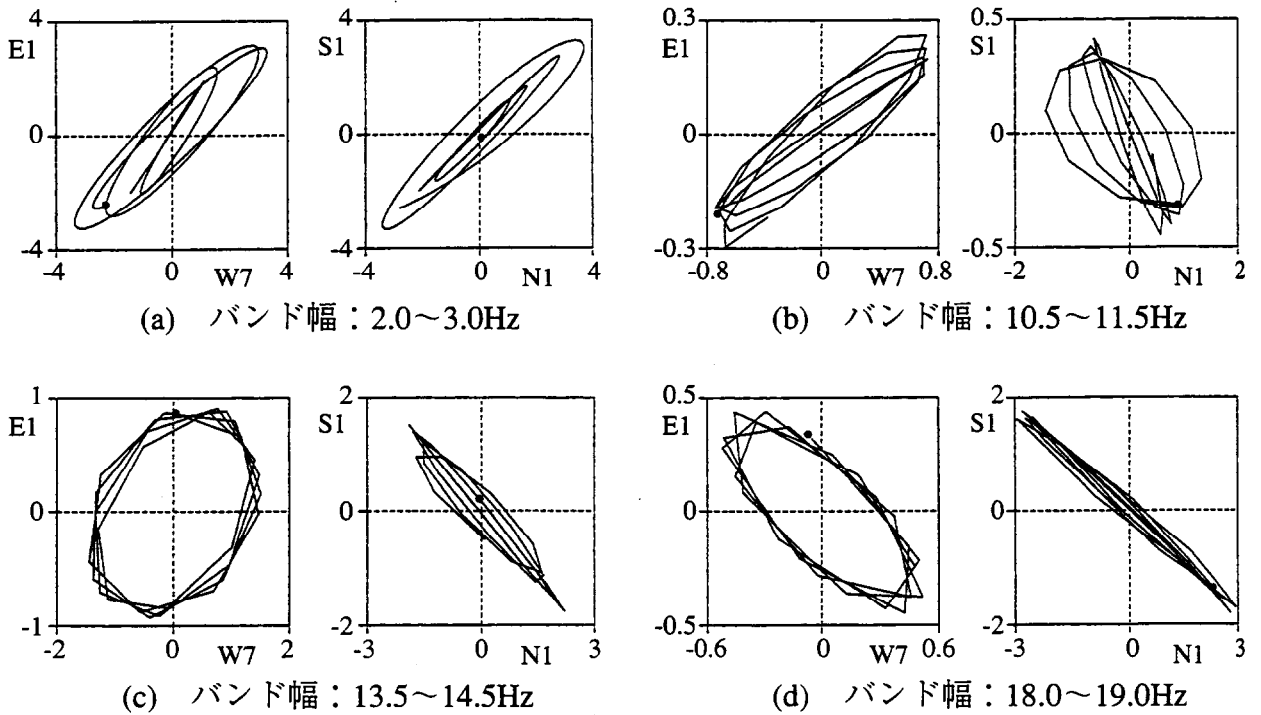 4
E1
0
-4
-4 0 W7 4
4
S1
0
-4
-4 0 N1 4
(a) バンド幅：2.0〜3.0Hz
0.3
E1
0
-0.3
-0.8 0 W7 0.8
0.5
S1
0
-0.5
-2 0 N1 2
(b) バンド幅：10.5〜11.5Hz
1
E1
0
-1
-2 0 W7 2
2
S1
0
-2
-3 0 N1 3
(c) バンド幅：13.5〜14.5Hz
0.5
E1
0
0.5
-0.6 0 W7 0.6
2
S1
0
-2
-3 0 N1 3
(d) バンド幅：18.0〜19.0Hz